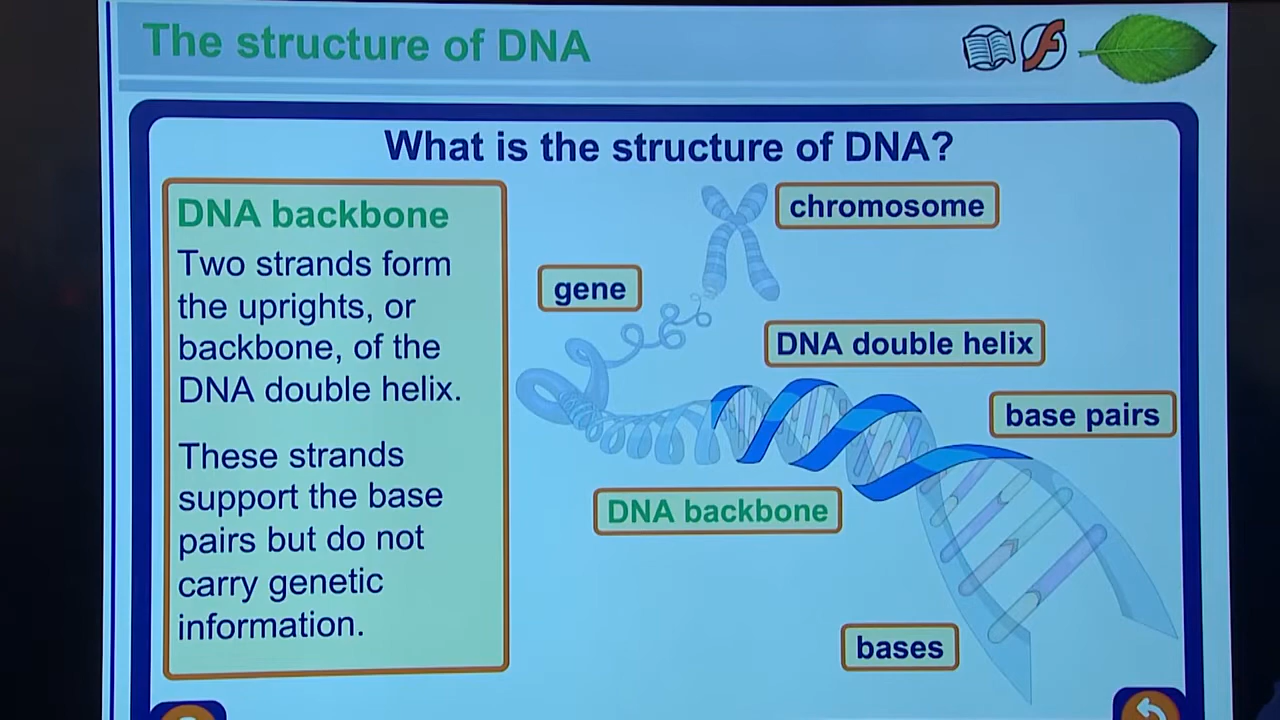 The structure of DNA
What is the structure of DNA?
DNA backbone
Two strands form
the uprights, or
backbone, of the
DNA double helix.
These strands
support the base
pairs but do not
carry genetic
information.
chromosome
gene
DNA double helix
base pairs
DNA backbone
bases